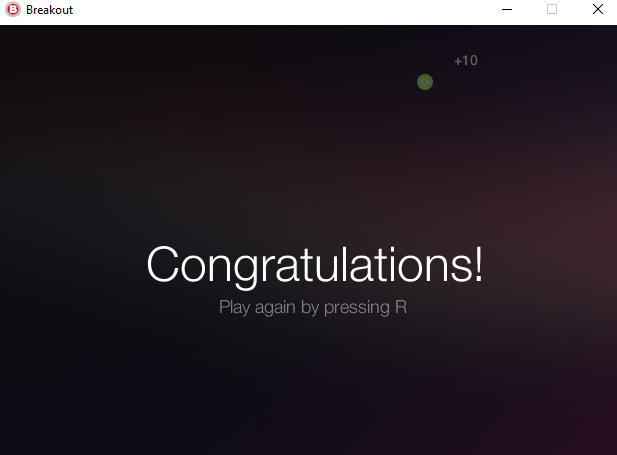 Breakout
+10
Congratulations!
Play again by pressing R